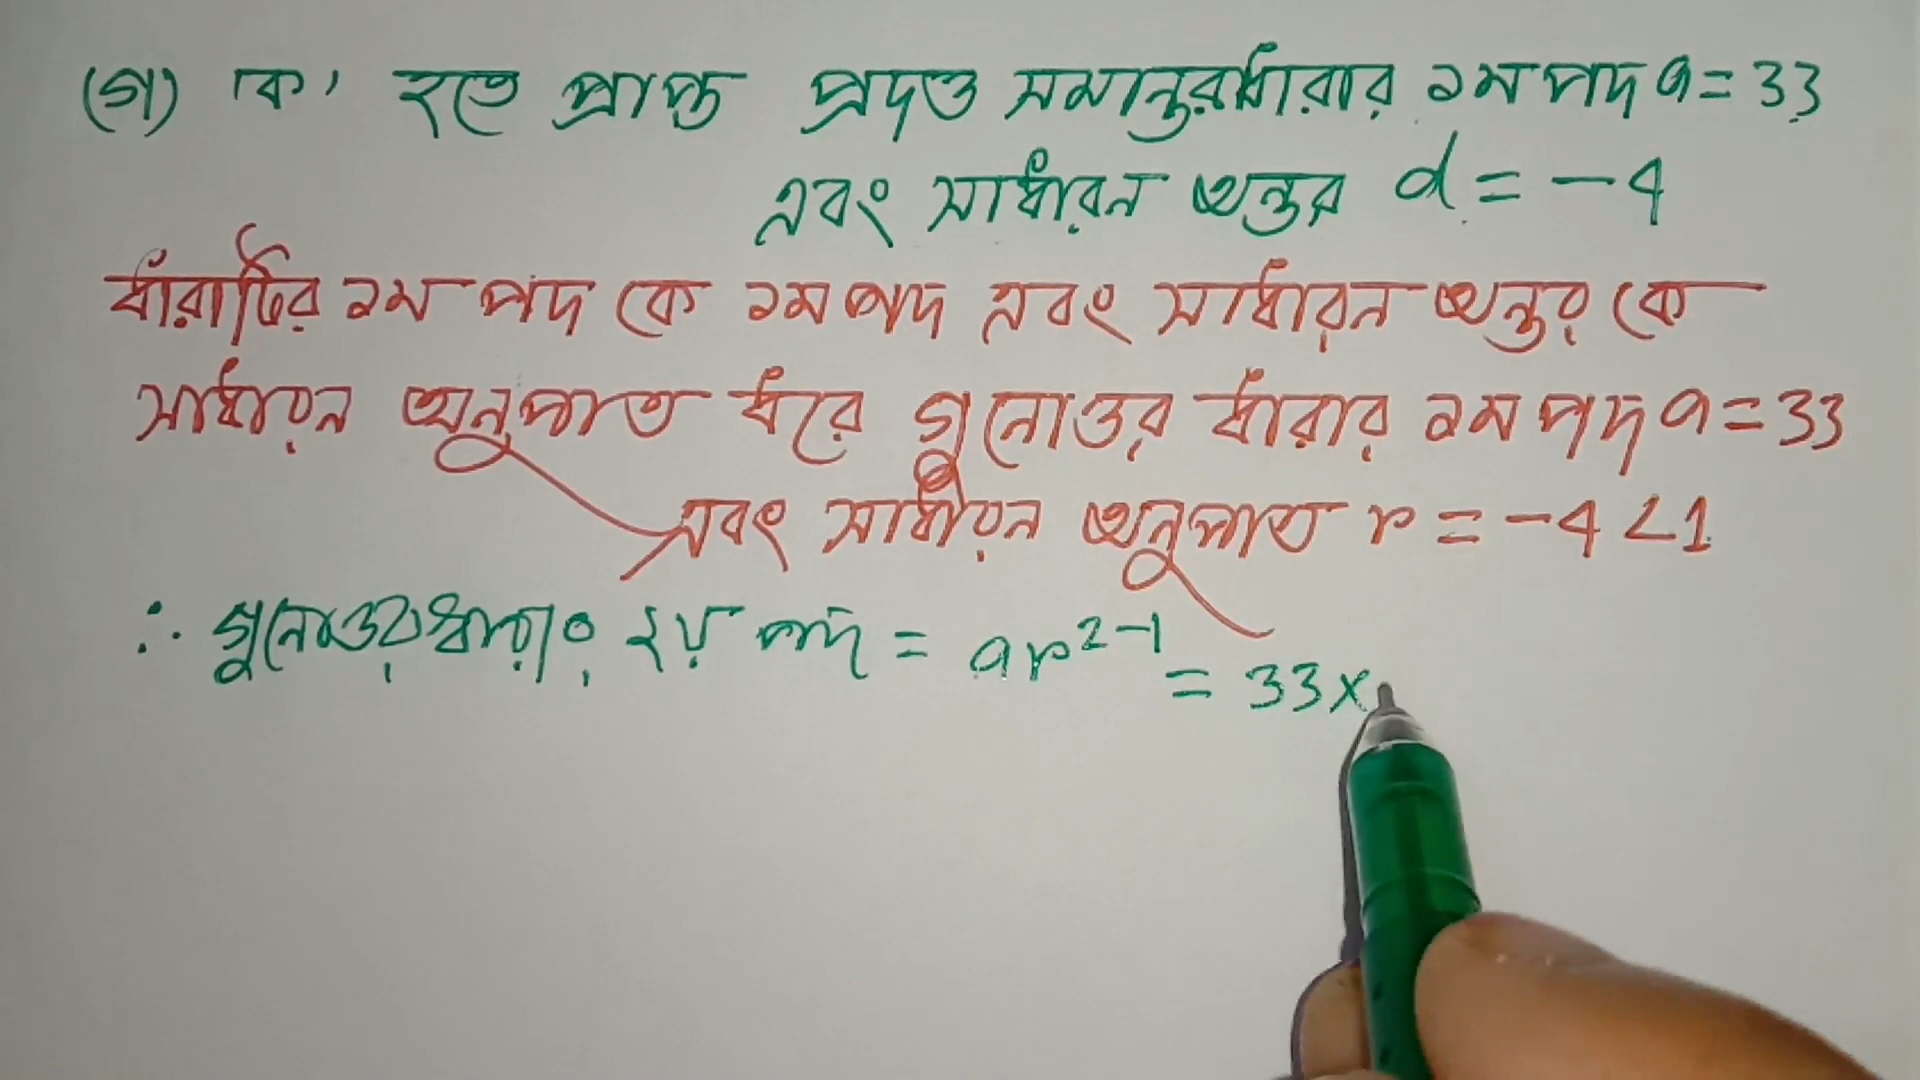 (গ) 'ক' হতে প্রাপ্ত প্রদত্ত সমান্তরধারার ১ম পদ a = 33
এবং সাধারন অন্তর d = -4
ধারাটির ১ম পদ কে ১ম পদ এবং সাধারন অন্তর কে
সাধারন অনুপাত ধরে গুনোত্তর ধারার ১ম পদ a = 33
এবং সাধারন অনুপাত r = -4 < 1
∴ গুনোত্তর ধারার ২য় পদ = ar^{2-1} = 33 ×